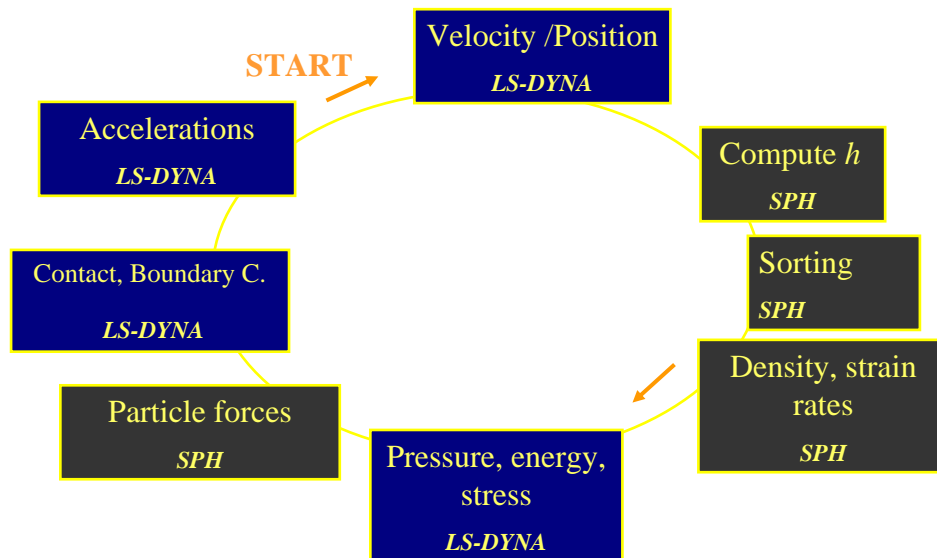 START
Velocity /Position
LS-DYNA
Compute h
SPH
Sorting
SPH
Density, strain
rates
SPH
Pressure, energy,
stress
LS-DYNA
Particle forces
SPH
Contact, Boundary C.
LS-DYNA
Accelerations
LS-DYNA